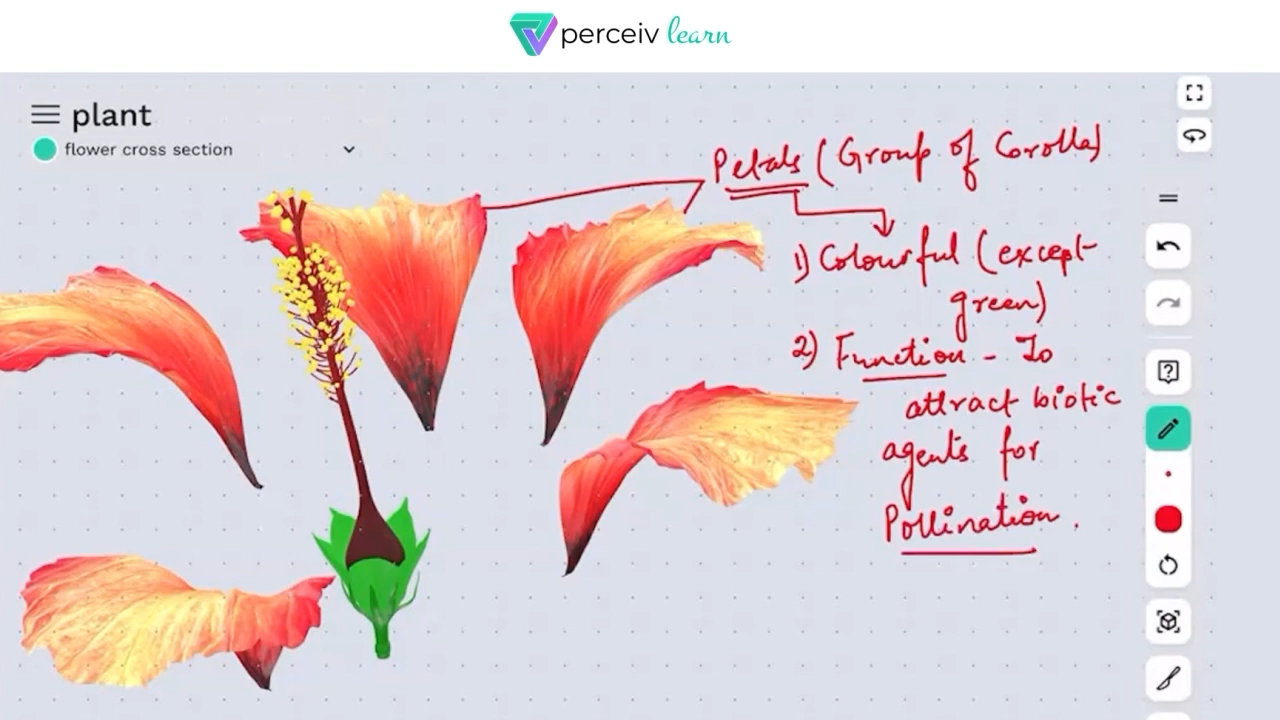 perceiv learn
plant
flower cross section
Petals (Group of Corolla)
1) Colourful (except
green)
2) Function - To
attract biotic
agents for
Pollination.